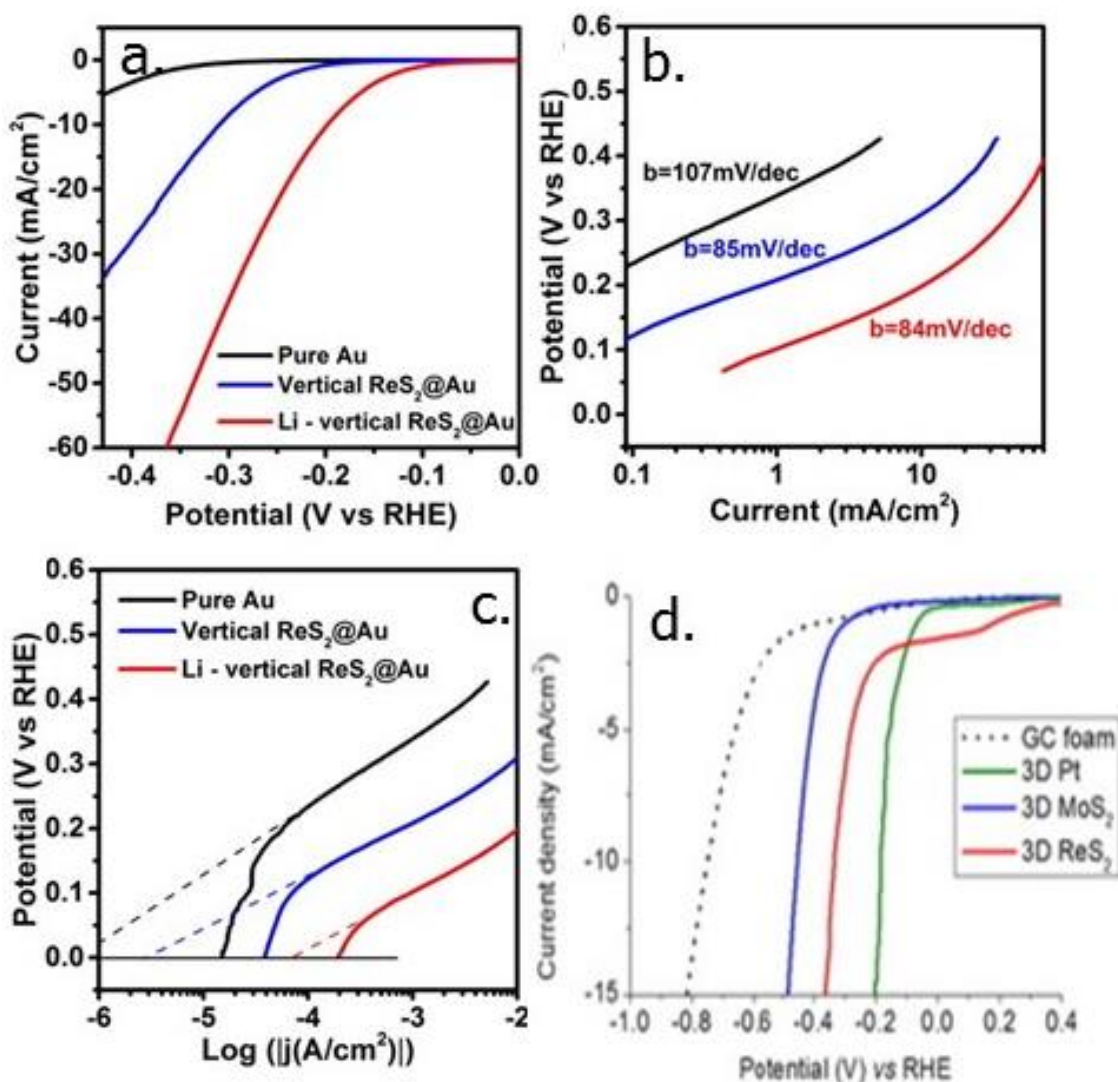 a.
0
-10
-20
-30
-40
-50
-60
Current (mA/cm²)
Pure Au
Vertical ReS₂@Au
Li - vertical ReS₂@Au
-0.4 -0.3 -0.2 -0.1 0.0
Potential (V vs RHE)
b.
0.6
0.5
0.4
0.3
0.2
0.1
0.0
Potential (V vs RHE)
b=107mV/dec
b=85mV/dec
b=84mV/dec
0.1 1 10
Current (mA/cm²)
c.
0.6
0.5
0.4
0.3
0.2
0.1
0.0
Potential (V vs RHE)
Pure Au
Vertical ReS₂@Au
Li - vertical ReS₂@Au
-6 -5 -4 -3 -2
Log (|j(A/cm²)|)
d.
0
-5
-10
-15
Current density (mA/cm²)
GC foam
3D Pt
3D MoS₂
3D ReS₂
-1.0 -0.8 -0.6 -0.4 -0.2 0.0 0.2 0.4
Potential (V) vs RHE